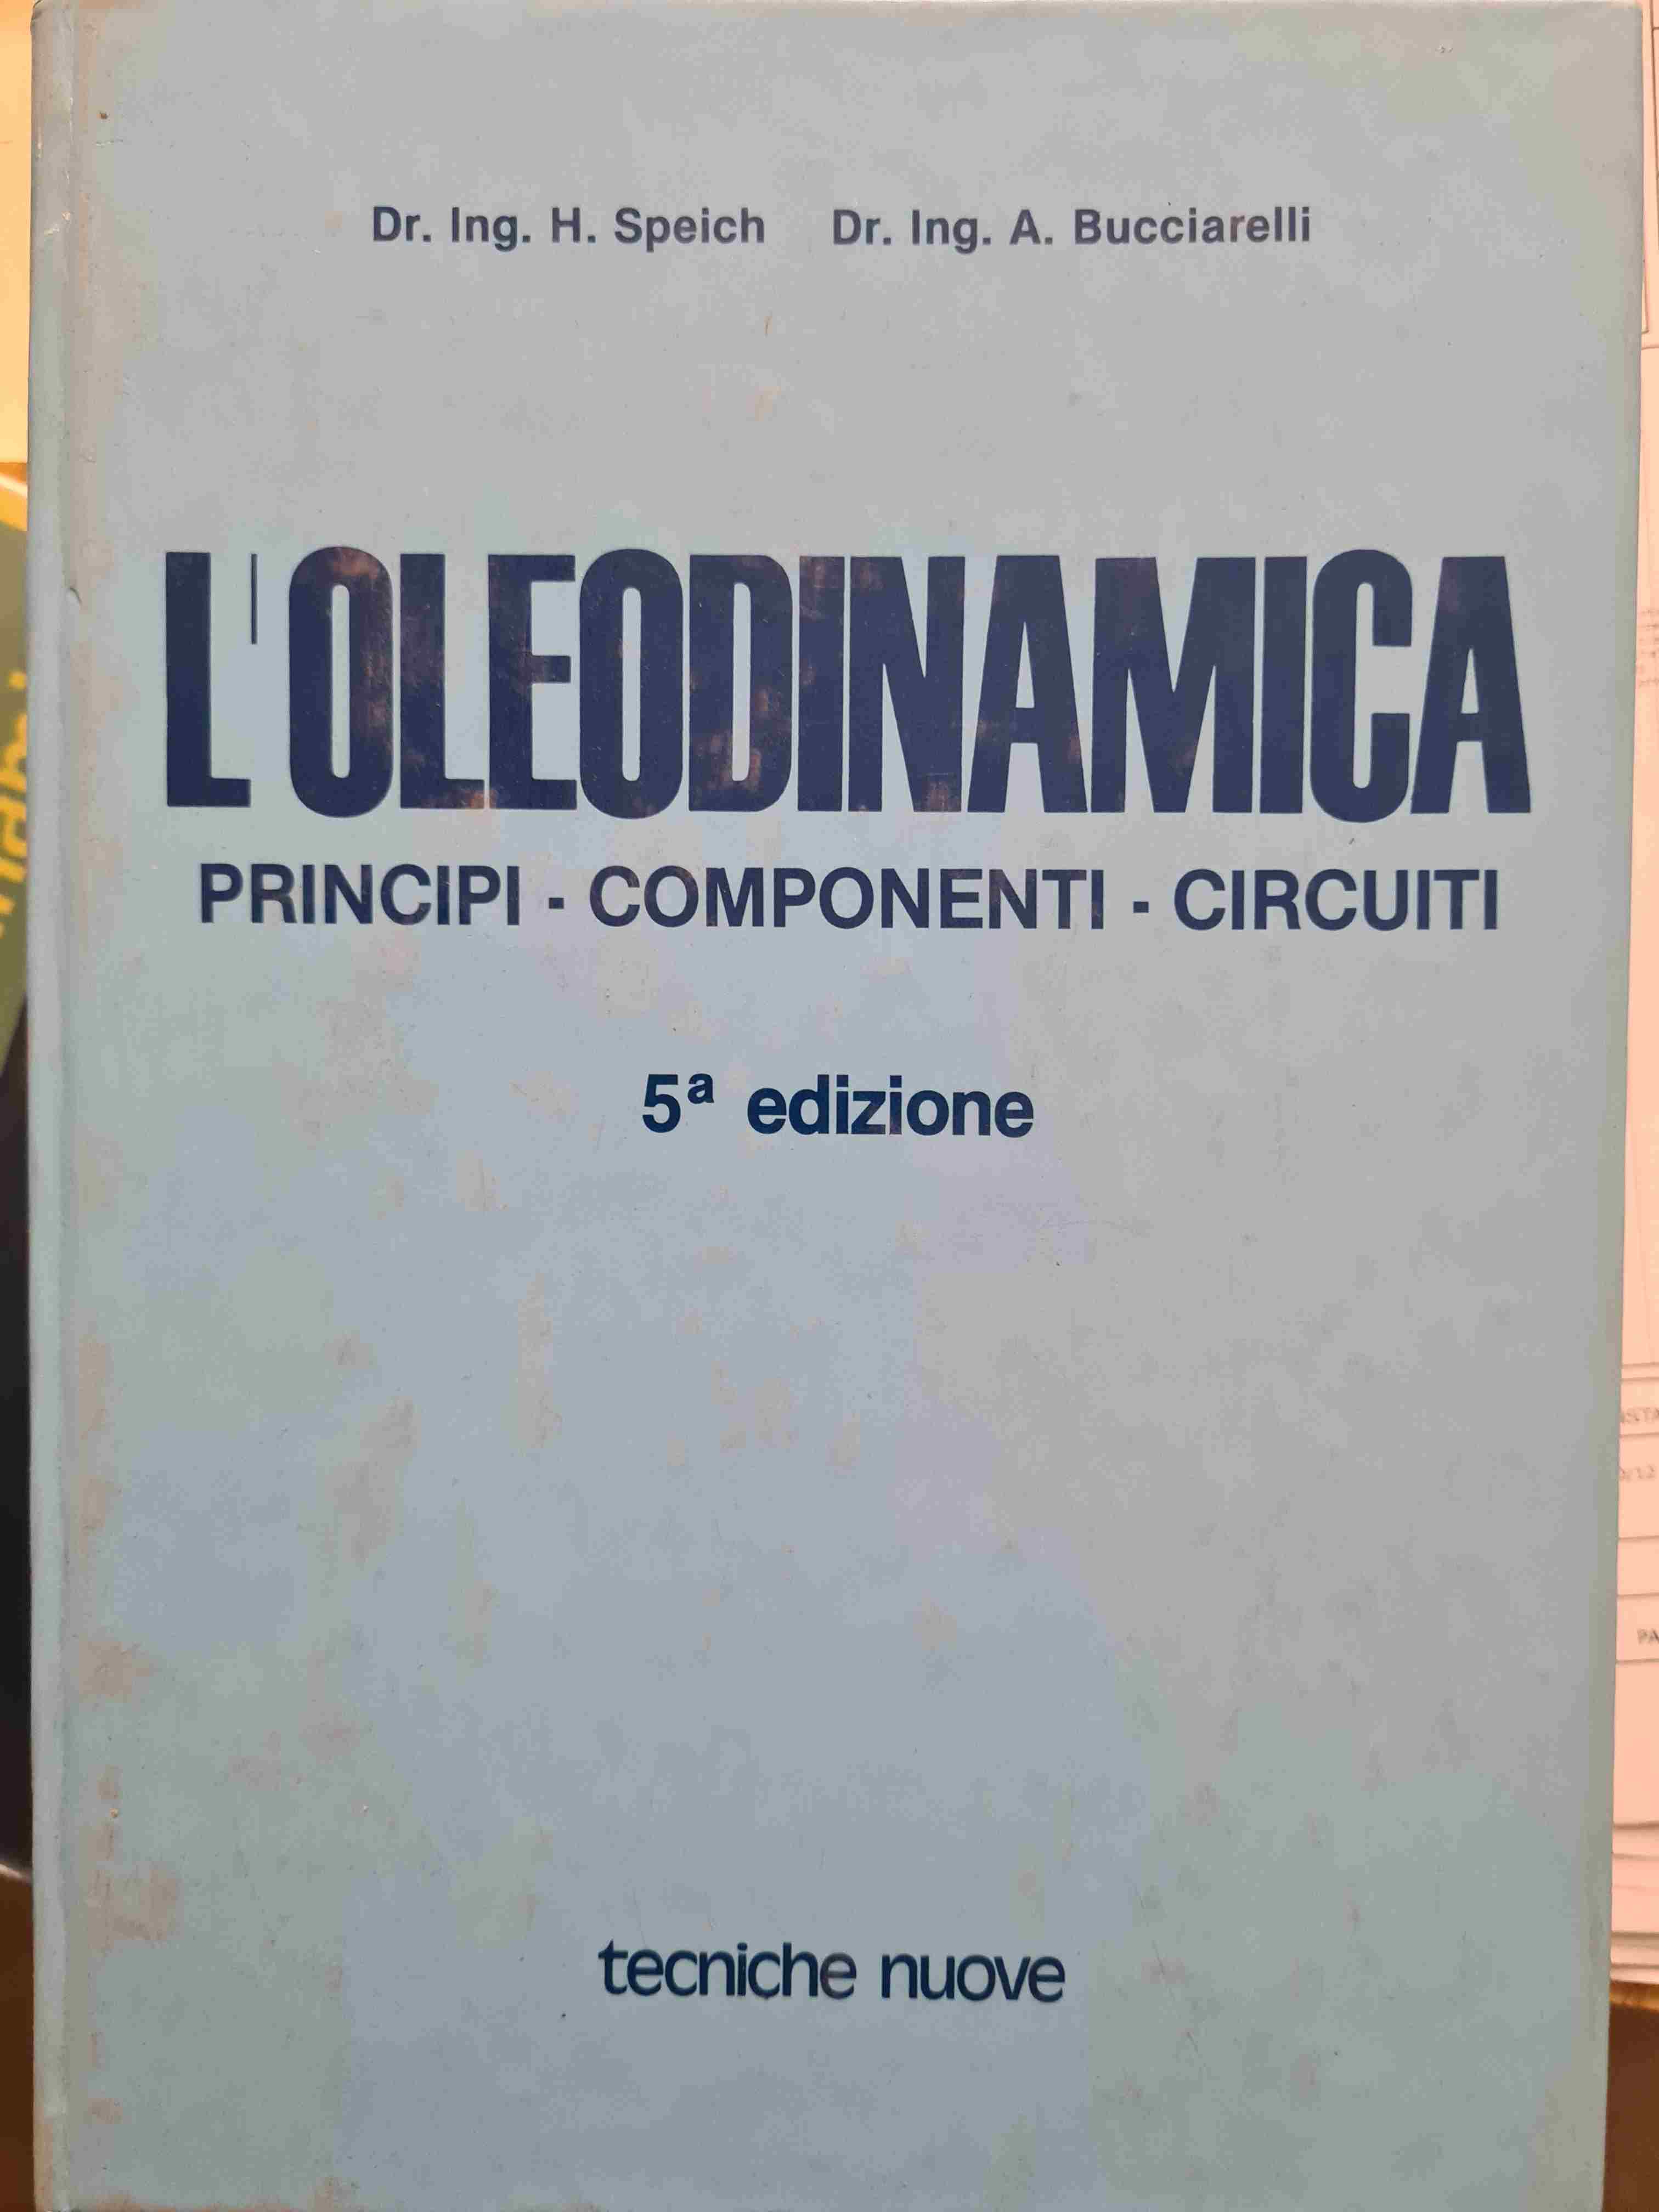 Dr. Ing. H. Speich Dr. Ing. A. Bucciarelli
L'OLEODINAMICA
PRINCIPI - COMPONENTI - CIRCUITI
5ª edizione
tecniche nuove